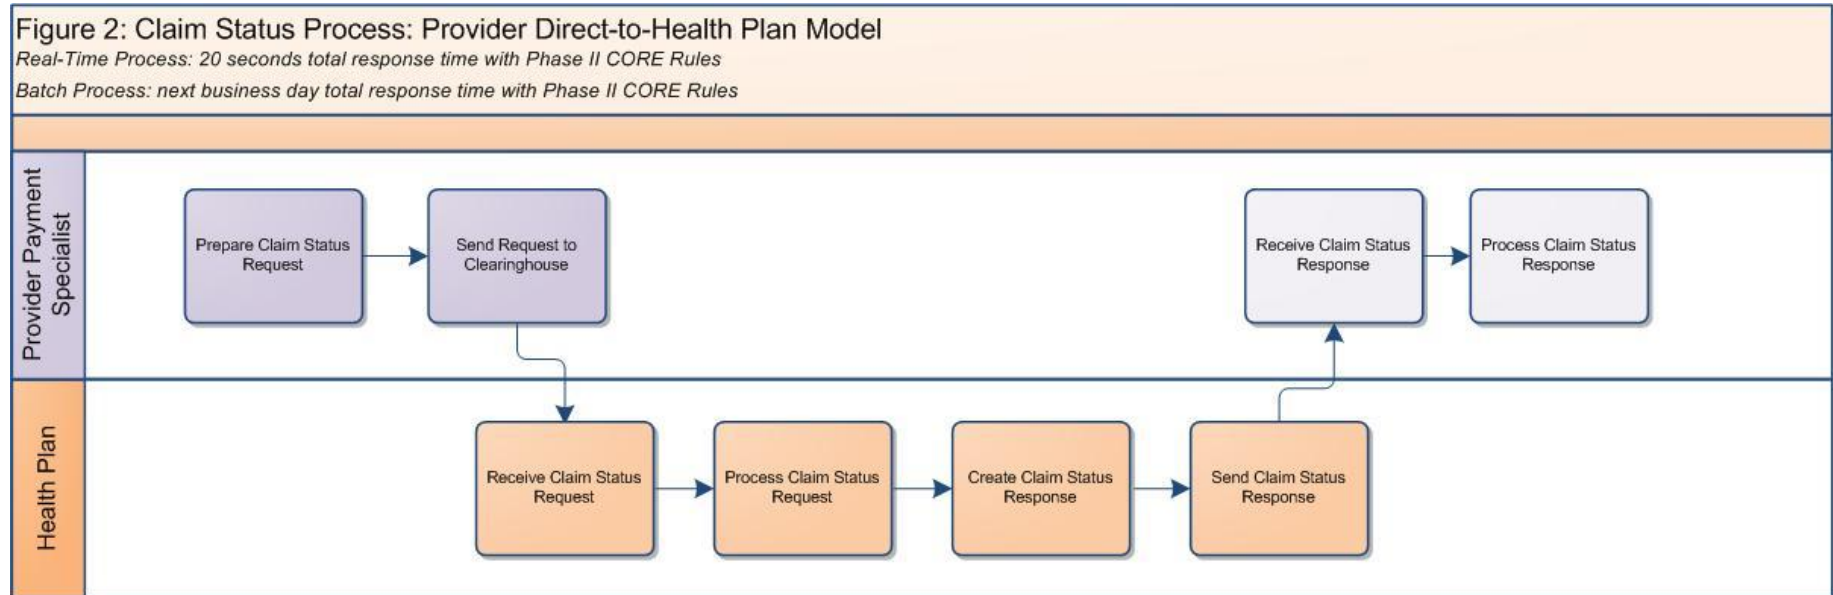 Figure 2: Claim Status Process: Provider Direct-to-Health Plan Model
Real-Time Process: 20 seconds total response time with Phase II CORE Rules
Batch Process: next business day total response time with Phase II CORE Rules
Provider Payment
Specialist
Prepare Claim Status
Request
Send Request to
Clearinghouse
Receive Claim Status
Response
Process Claim Status
Response
Health Plan
Receive Claim Status
Request
Process Claim Status
Request
Create Claim Status
Response
Send Claim Status
Response